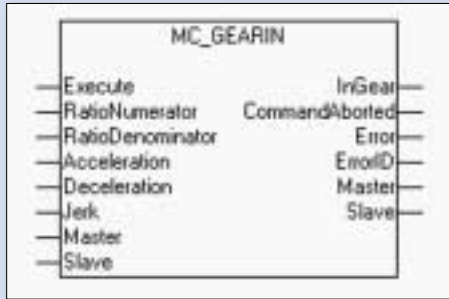 MC_GEARIN
Execute InGear
RatioNumerator CommandAborted
RatioDenominator Error
Acceleration ErrorID
Deceleration Master
Jerk Slave
Master
Slave